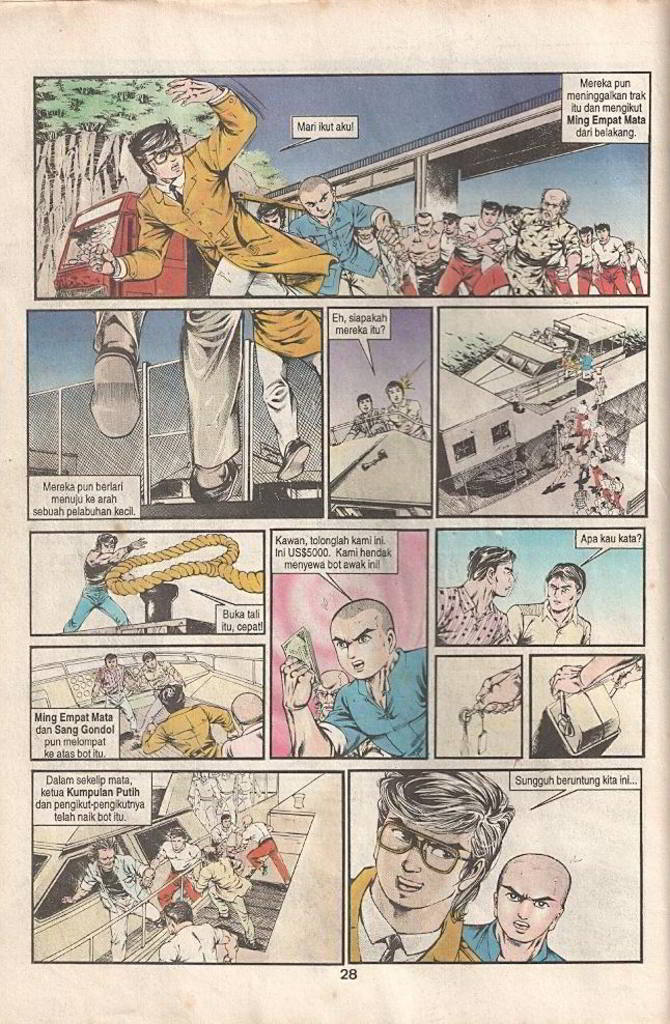 Mari ikut aku!
Mereka pun
meninggalkan trak
itu dan mengikut
Ming Empat Mata
dari belakang.
Mereka pun berlari
menuju ke arah
sebuah pelabuhan kecil.
Eh, siapakah
mereka itu?
Buka tali
itu, cepat!
Kawan, tolonglah kami ini.
Ini US$5000. Kami hendak
menyewa bot awak ini!
Apa kau kata?
Ming Empat Mata
dan Sang Gondol
pun melompat
ke atas bot itu.
Dalam sekelip mata,
ketua Kumpulan Putih
dan pengikut-pengikutnya
telah naik bot itu.
Sungguh beruntung kita ini...
28